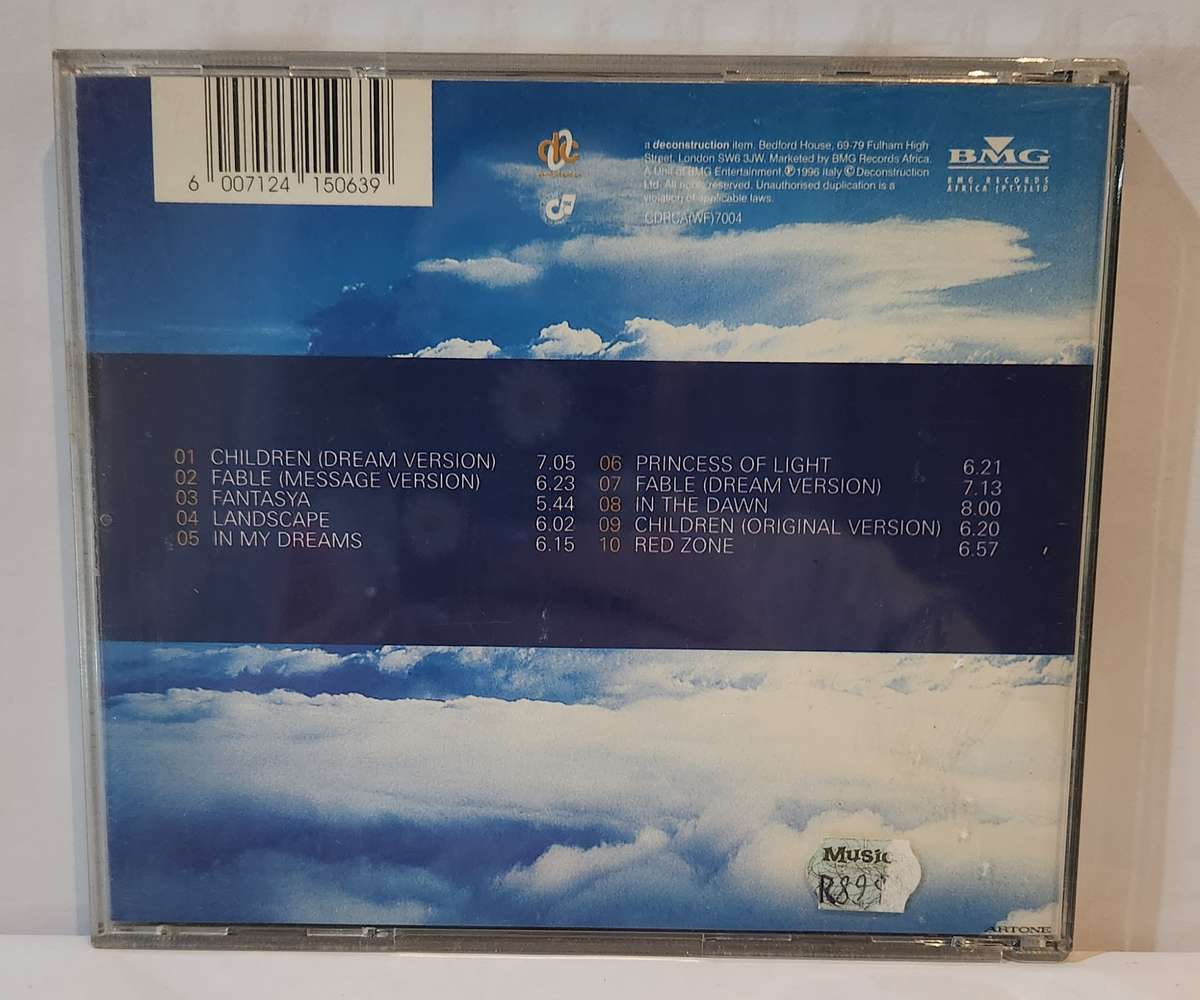 6 007124 150639
dc
a deconstruction item. Bedford House, 69-79 Fulham High
Street, London SW6 3JW. Marketed by BMG Records Africa.
A Unit of BMG Entertainment. ℗1996 Italy ©Deconstruction
Ltd. All rights reserved. Unauthorised duplication is a
violation of applicable laws.
CDRCA(WF)7004
BMG
BMG RECORDS
AFRICA (PTY)LTD
01 CHILDREN (DREAM VERSION) 7.05
02 FABLE (MESSAGE VERSION) 6.23
03 FANTASYA 5.44
04 LANDSCAPE 6.02
05 IN MY DREAMS 6.15
06 PRINCESS OF LIGHT 6.21
07 FABLE (DREAM VERSION) 7.13
08 IN THE DAWN 8.00
09 CHILDREN (ORIGINAL VERSION) 6.20
10 RED ZONE 6.57
Music
R899
ARTONE